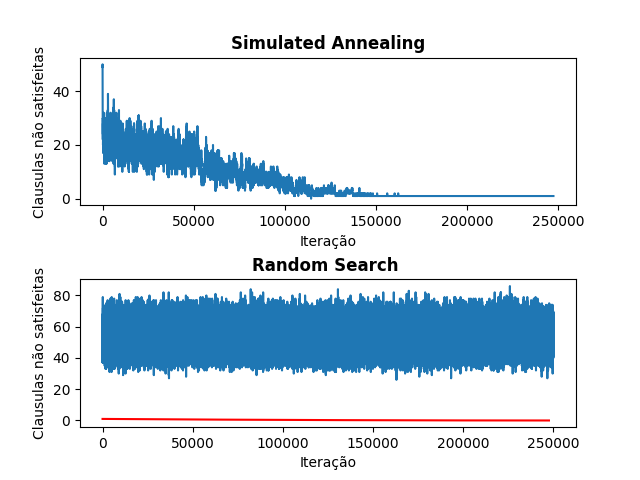 Simulated Annealing
Clausulas não satisfeitas
40
20
0
0 50000 100000 150000 200000 250000
Iteração
Random Search
Clausulas não satisfeitas
80
60
40
20
0
0 50000 100000 150000 200000 250000
Iteração